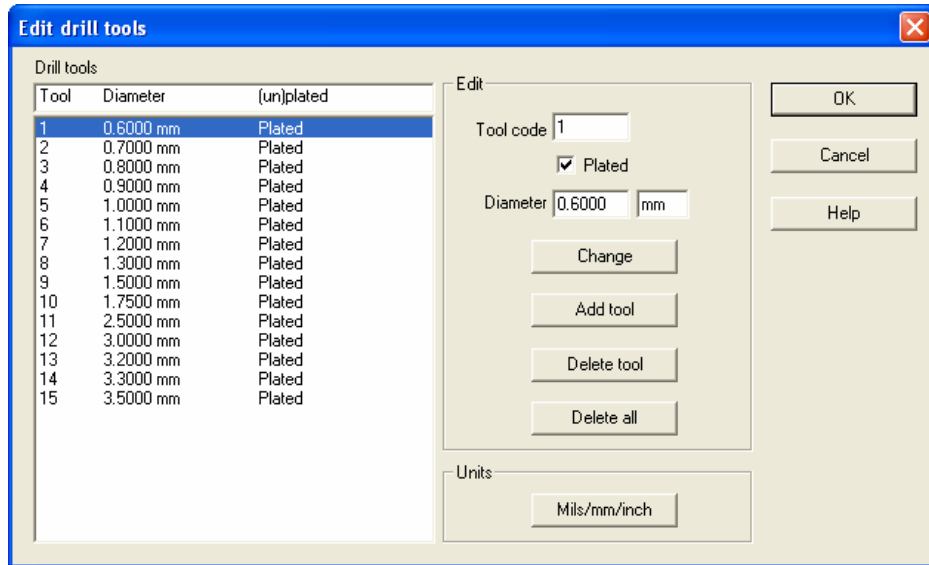 Edit drill tools
Drill tools
Tool Diameter (un)plated
1 0.6000 mm Plated
2 0.7000 mm Plated
3 0.8000 mm Plated
4 0.9000 mm Plated
5 1.0000 mm Plated
6 1.1000 mm Plated
7 1.2000 mm Plated
8 1.3000 mm Plated
9 1.5000 mm Plated
10 1.7500 mm Plated
11 2.5000 mm Plated
12 3.0000 mm Plated
13 3.2000 mm Plated
14 3.3000 mm Plated
15 3.5000 mm Plated
Edit
Tool code 1
Plated
Diameter 0.6000 mm
Change
Add tool
Delete tool
Delete all
Units
Mils/mm/inch
OK
Cancel
Help